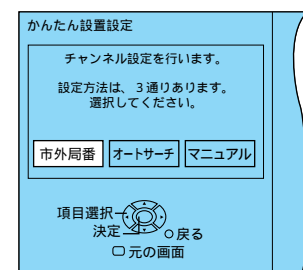 かんたん設置設定
チャンネル設定を行います。
設定方法は、3通りあります。
選択してください。
市外局番 オートサーチ マニュアル
項目選択
決定 戻る
元の画面